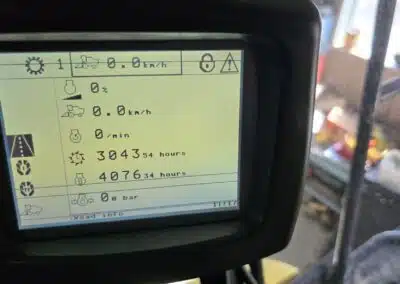 1 0.0 km/h
0 %
0.0 km/h
0 /min
3043 54 hours
4076 34 hours
0 bar
Road info